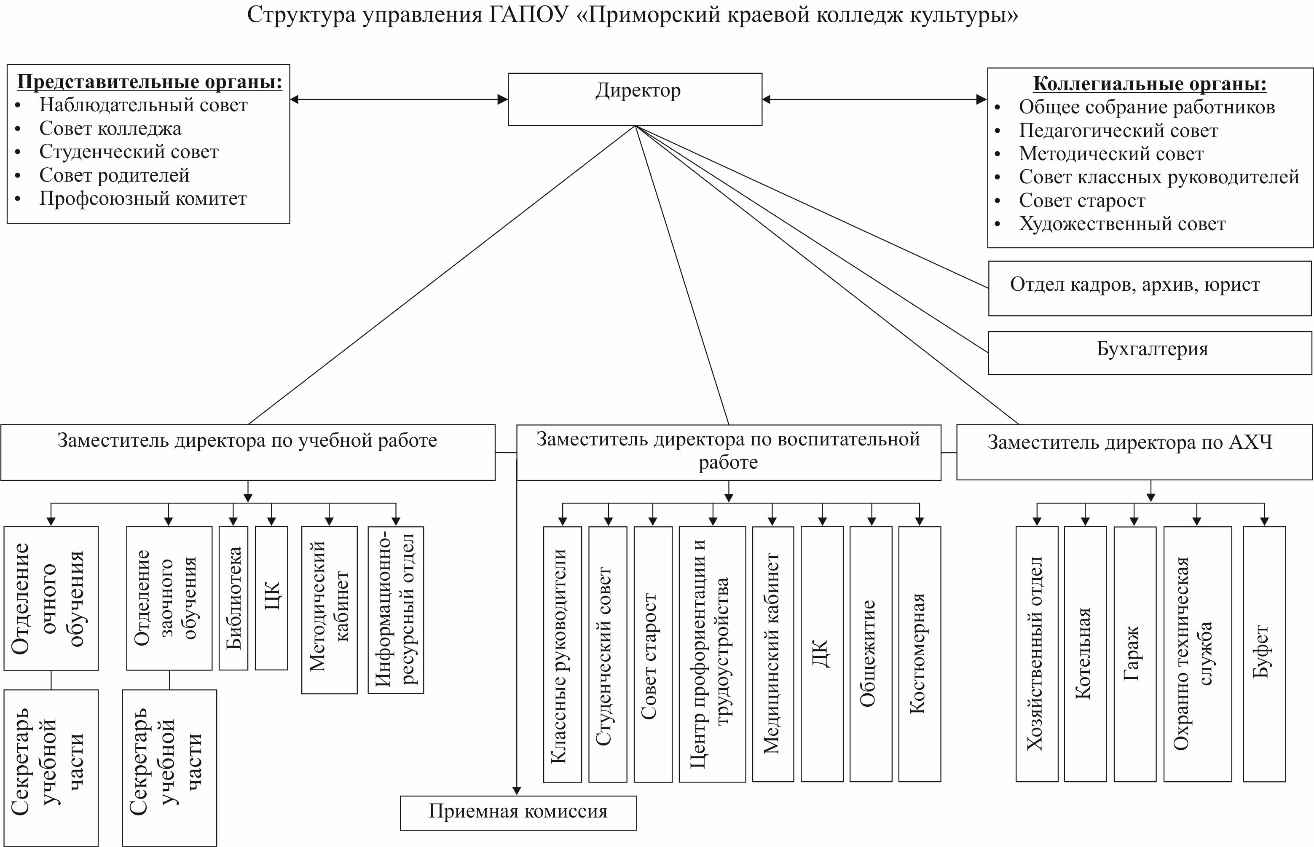 Структура управления ГАПОУ «Приморский краевой колледж культуры»
Представительные органы:
• Наблюдательный совет
• Совет колледжа
• Студенческий совет
• Совет родителей
• Профсоюзный комитет
Директор
Коллегиальные органы:
• Общее собрание работников
• Педагогический совет
• Методический совет
• Совет классных руководителей
• Совет старост
• Художественный совет
Отдел кадров, архив, юрист
Бухгалтерия
Заместитель директора по учебной работе
Заместитель директора по воспитательной
работе
Заместитель директора по АХЧ
Отделение
очного
обучения
Отделение
заочного
обучения
Библиотека
ЦК
Методический
кабинет
Информационно-
ресурсный отдел
Секретарь
учебной
части
Секретарь
учебной
части
Классные руководители
Студенческий совет
Совет старост
Центр профориентации и
трудоустройства
Медицинский кабинет
ДК
Общежитие
Костюмерная
Хозяйственный отдел
Котельная
Гараж
Охранно техническая
служба
Буфет
Приемная комиссия